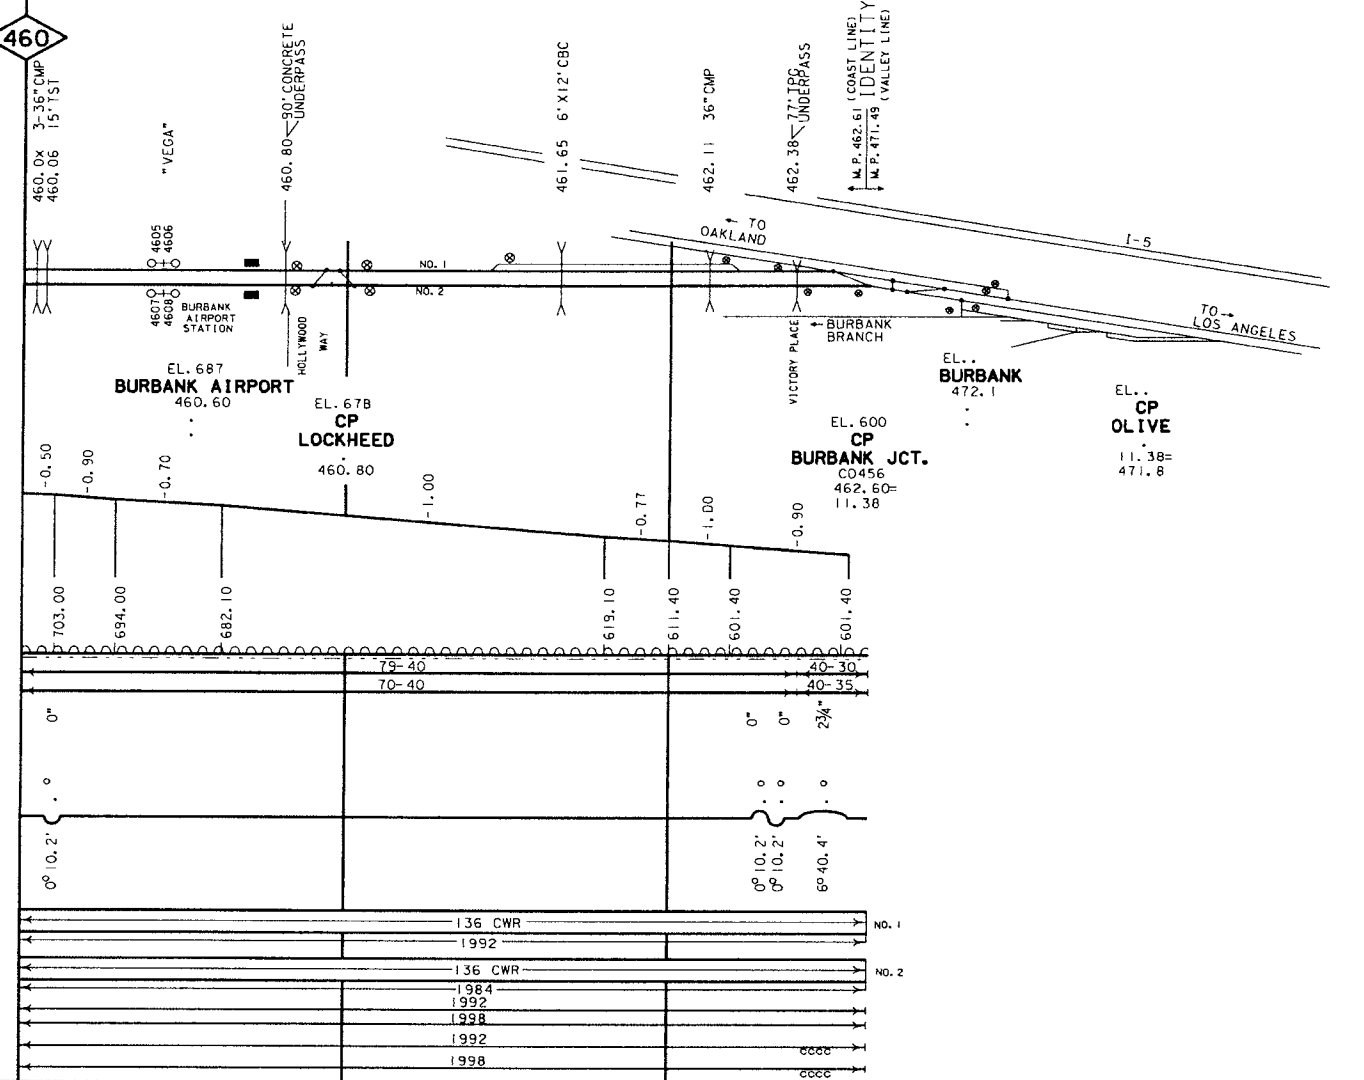 460
460.0X 3-36"CMP
460.06 15'TST
"VEGA"
460.80 90' CONCRETE
UNDERPASS
461.65 6'X12' CBC
462.11 36"CMP
462.38 77' TPG
UNDERPASS
M.P. 462.61 (COAST LINE)
IDENTITY
M.P. 471.49 (VALLEY LINE)
I-5
← TO
OAKLAND
TO →
LOS ANGELES
4605
4606
4607
4608
NO. 1
NO. 2
BURBANK
AIRPORT
STATION
HOLLYWOOD
WAY
VICTORY PLACE
← BURBANK
BRANCH
EL. 687
BURBANK AIRPORT
460.60
EL. 67B
CP
LOCKHEED
460.80
EL. 600
CP
BURBANK JCT.
CO456
462.60=
11.38
EL..
BURBANK
472.1
EL..
CP
OLIVE
11.38=
471.8
-0.50
-0.90
-0.70
-1.00
-0.77
-1.00
-0.90
703.00
694.00
682.10
619.10
611.40
601.40
601.40
79-40
40-30
70-40
40-35
0"
0"
0"
2¾"
0° 10.2'
0° 10.2'
0° 10.2'
6° 40.4'
136 CWR
NO. 1
1992
136 CWR
NO. 2
1984
1992
1998
1992
cccc
1998
cccc